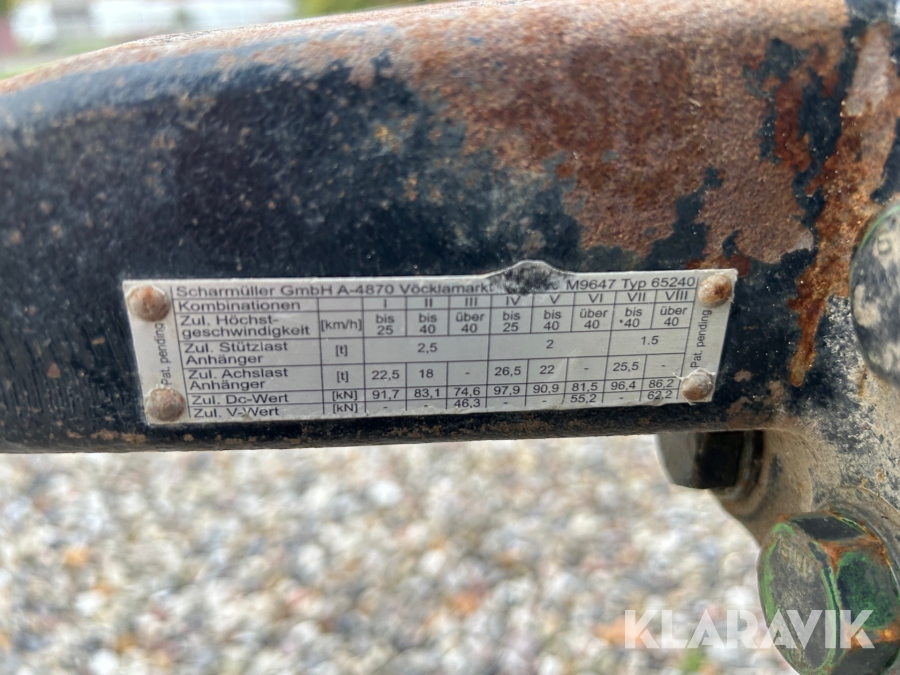 Scharmüller GmbH A-4870 Vöcklamarkt M9647 Typ 65240
Kombinationen I II III IV V VI VII VIII
Zul. Höchst-geschwindigkeit [km/h] bis 25 bis 40 über 40 bis 25 bis 40 über 40 bis *40 über 40
Zul. Stützlast Anhänger [t] 2,5 2 1.5
Zul. Achslast Anhänger [t] 22,5 18 - 26,5 22 - 25,5 -
Zul. Dc-Wert [kN] 91,7 83,1 74,6 97,9 90,9 81,5 96,4 86,2
Zul. V-Wert [kN] - - 46,3 - - 55,2 - 62,2
Pat. pending
Pat. pending
KLARAVIK